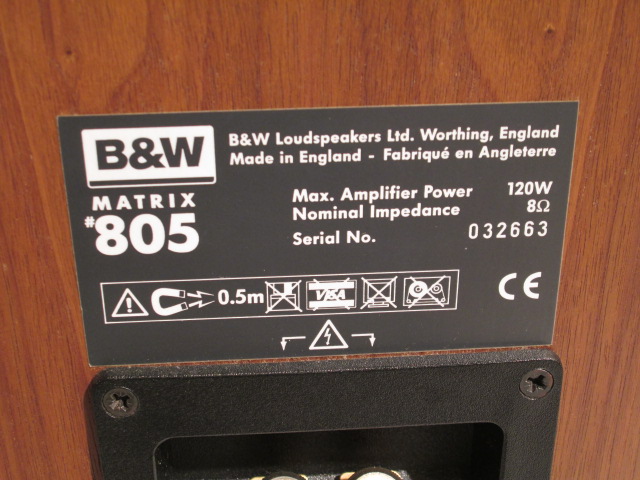 B&W
B&W Loudspeakers Ltd. Worthing, England
Made in England - Fabriqué en Angleterre
MATRIX
#805
Max. Amplifier Power 120W
Nominal Impedance 8Ω
Serial No. 032663
0.5m
VISA
CE